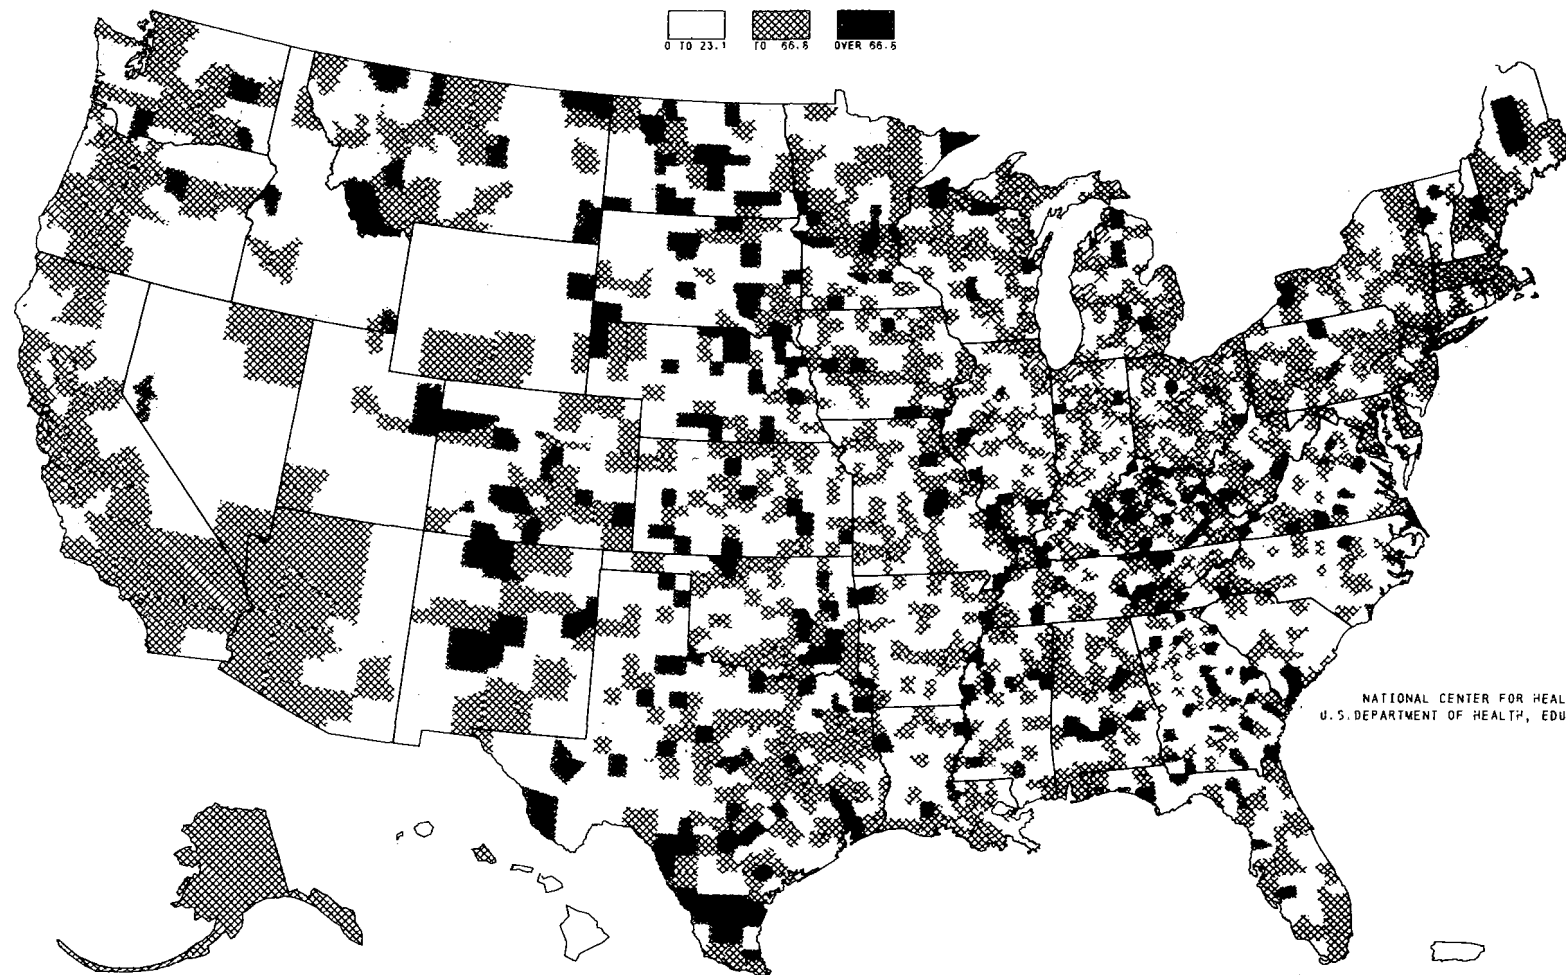 0 TO 23.1
TO 66.6
OVER 66.6
NATIONAL CENTER FOR HEAL
U.S.DEPARTMENT OF HEALTH, EDU